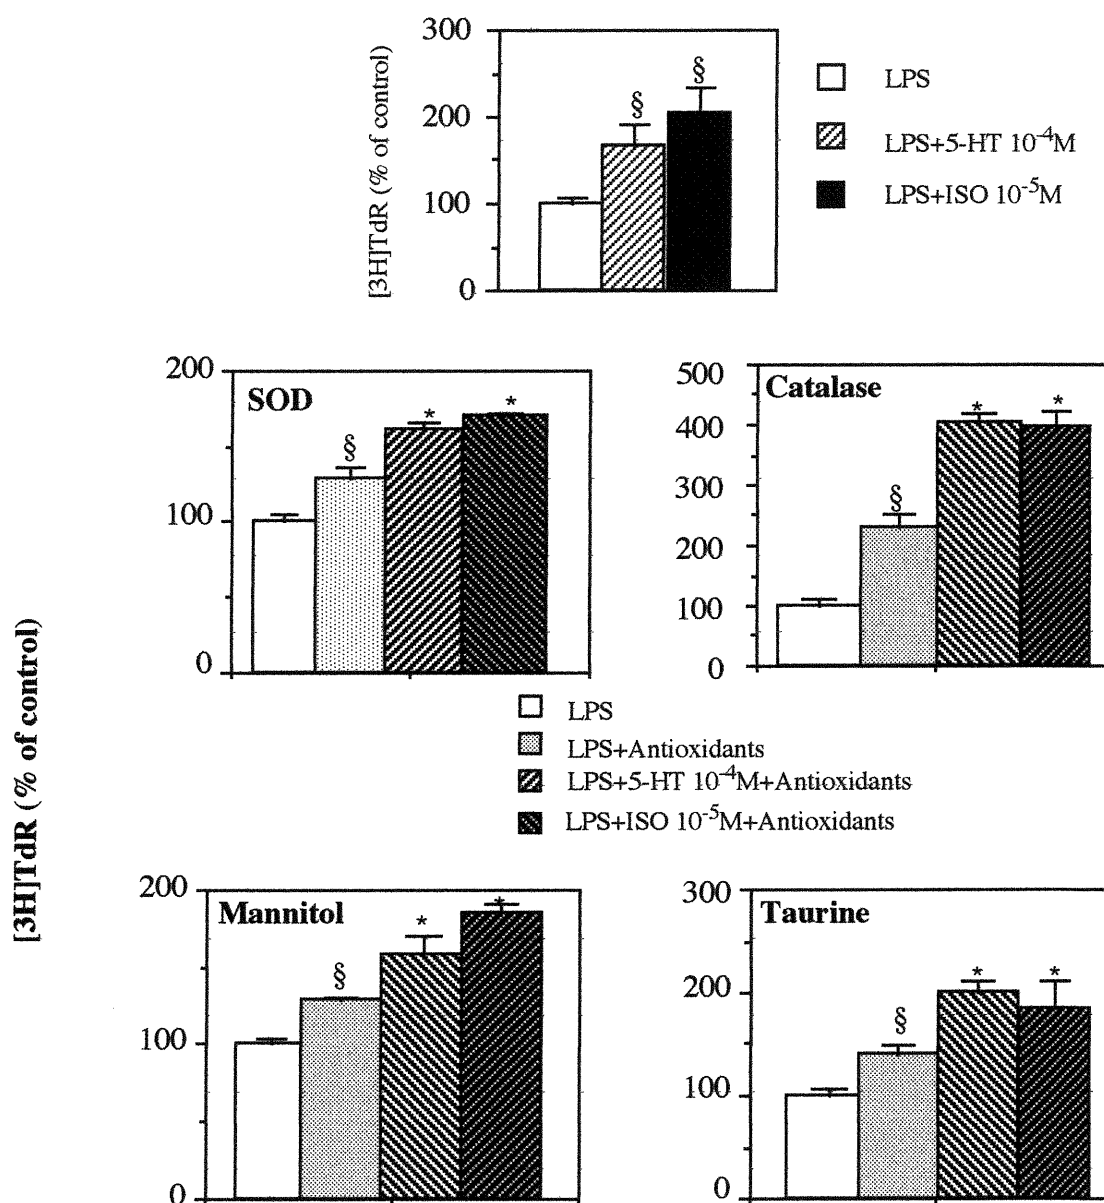 300
200
100
0
[3H]TdR (% of control)
§
§
LPS
LPS+5-HT 10⁻⁴M
LPS+ISO 10⁻⁵M
200
100
0
SOD
§
*
*
500
400
300
200
100
0
Catalase
§
*
*
LPS
LPS+Antioxidants
LPS+5-HT 10⁻⁴M+Antioxidants
LPS+ISO 10⁻⁵M+Antioxidants
[3H]TdR (% of control)
200
100
0
Mannitol
§
*
*
300
200
100
0
Taurine
§
*
*